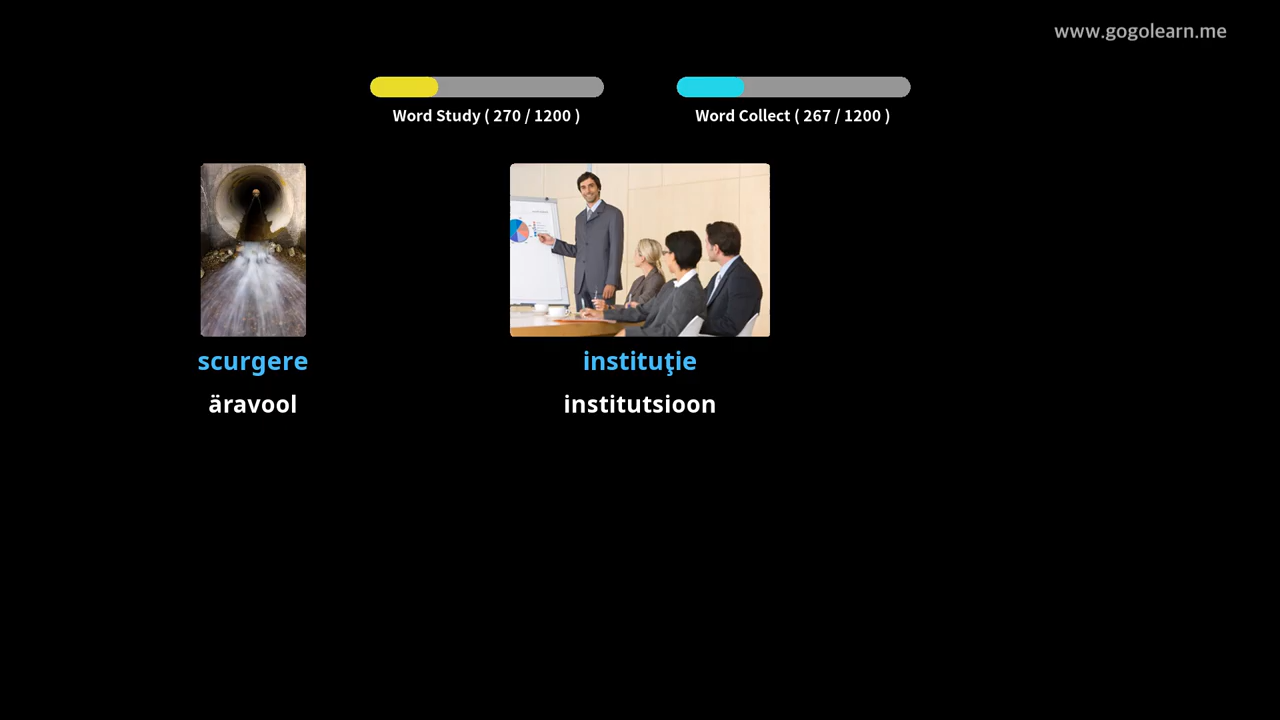 www.gogolearn.me
Word Study ( 270 / 1200 )
Word Collect ( 267 / 1200 )
scurgere
äravool
instituţie
institutsioon